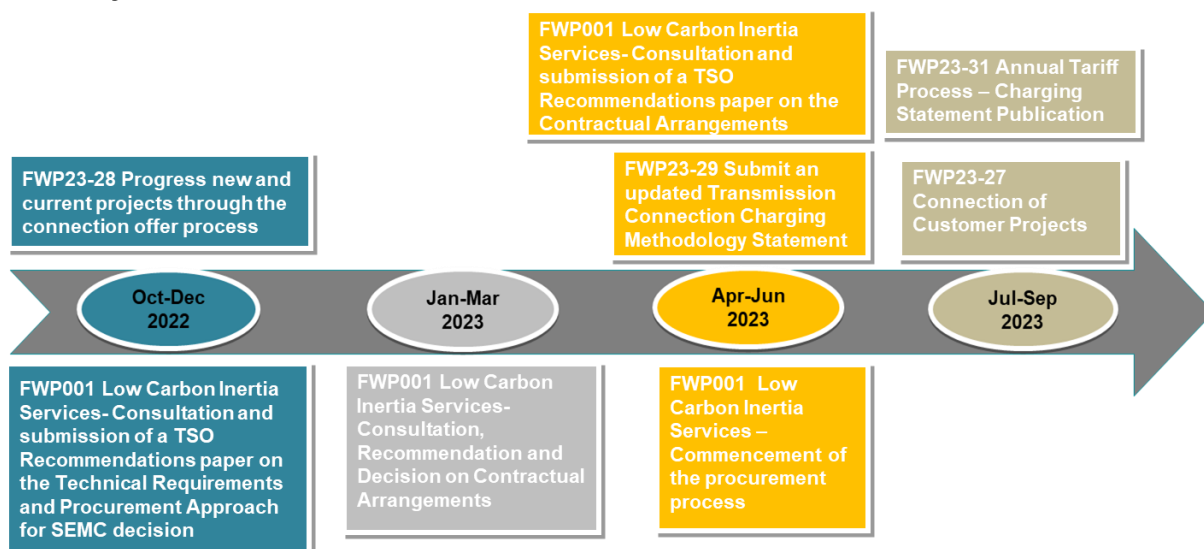 FWP001 Low Carbon Inertia
Services- Consultation and
submission of a TSO
Recommendations paper on the
Contractual Arrangements
FWP23-31 Annual Tariff
Process – Charging
Statement Publication
FWP23-28 Progress new and
current projects through the
connection offer process
FWP23-29 Submit an
updated Transmission
Connection Charging
Methodology Statement
FWP23-27
Connection of
Customer Projects
Oct-Dec
2022
Jan-Mar
2023
Apr-Jun
2023
Jul-Sep
2023
FWP001 Low Carbon Inertia
Services- Consultation and
submission of a TSO
Recommendations paper on
the Technical Requirements
and Procurement Approach
for SEMC decision
FWP001 Low Carbon
Inertia Services-
Consultation,
Recommendation and
Decision on Contractual
Arrangements
FWP001 Low
Carbon Inertia
Services –
Commencement of
the procurement
process